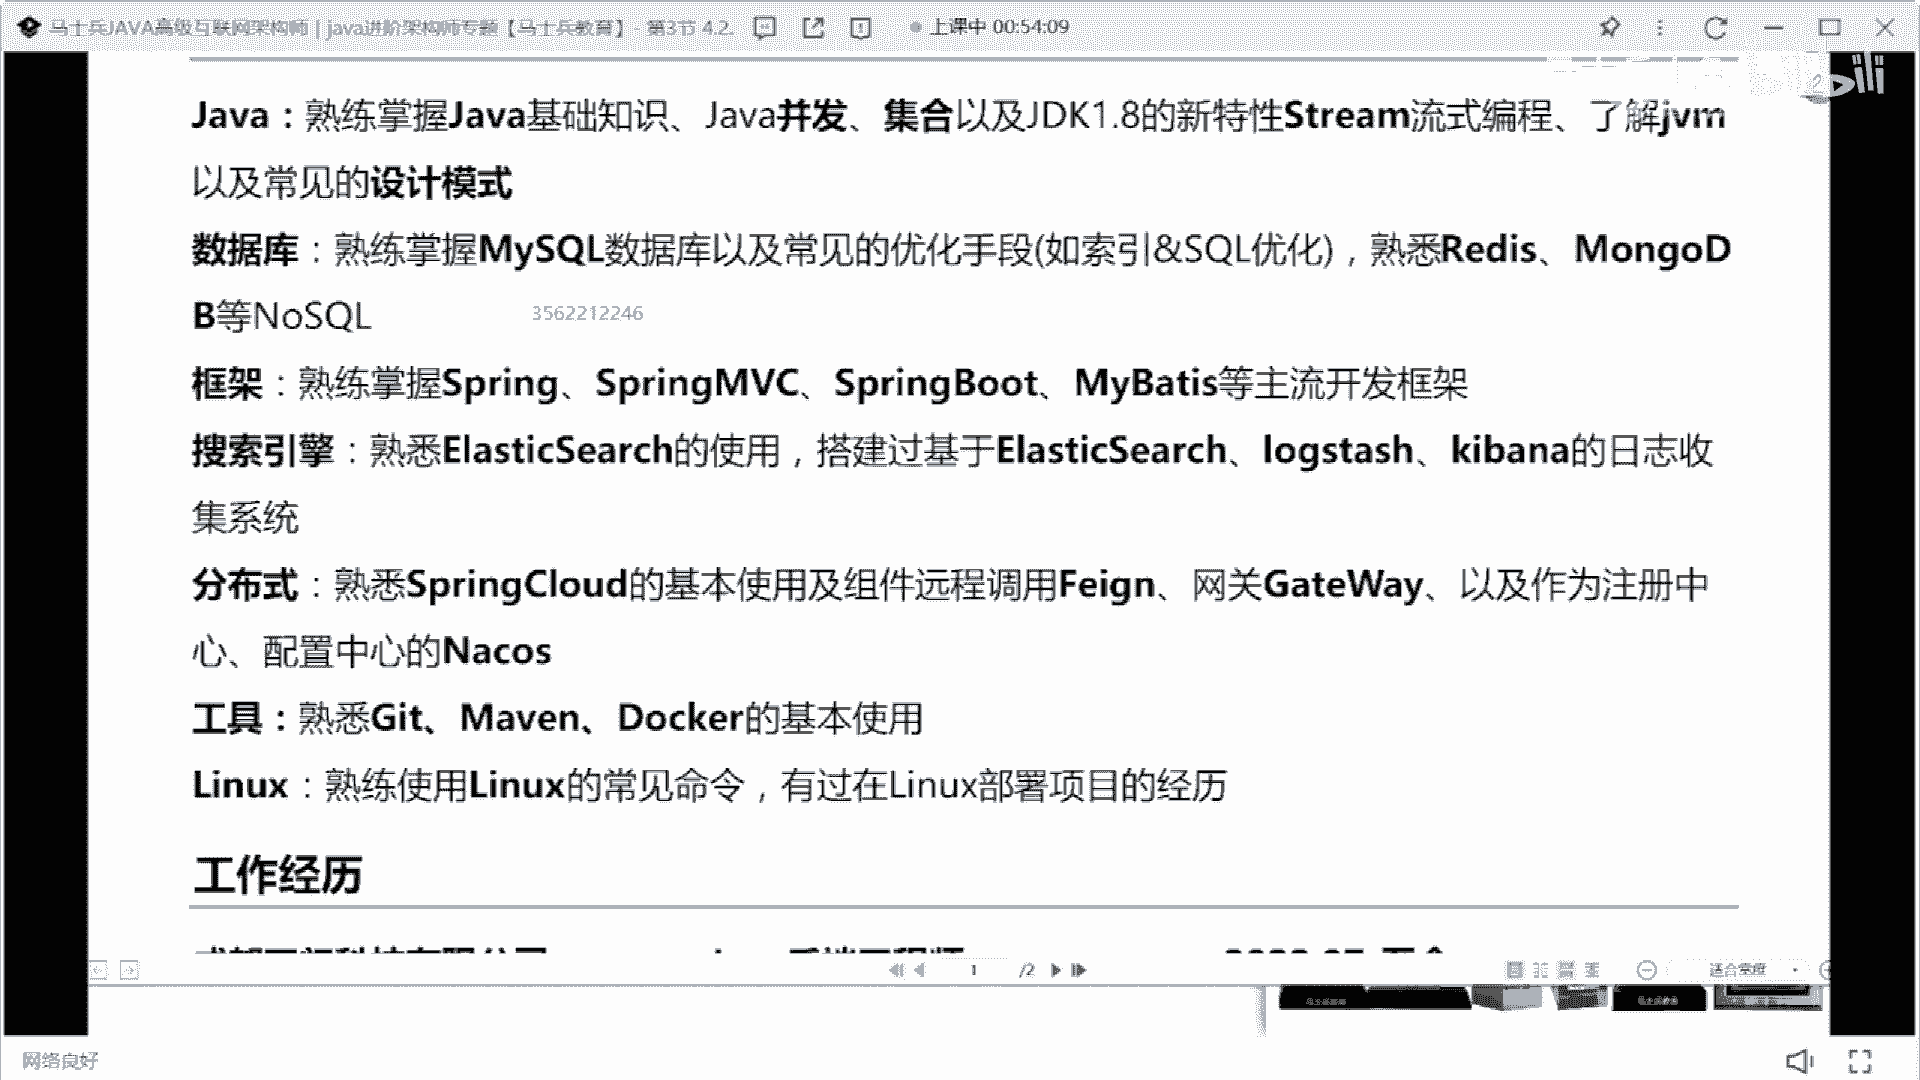 马士兵JAVA高级互联网架构师 | java进阶架构师专题【马士兵教育】 - 第3节 4.2. 上课中 00:54:09
Java：熟练掌握Java基础知识、Java并发、集合以及JDK1.8的新特性Stream流式编程、了解jvm
以及常见的设计模式
数据库：熟练掌握MySQL数据库以及常见的优化手段(如索引&SQL优化)，熟悉Redis、MongoD
B等NoSQL
3562212246
框架：熟练掌握Spring、SpringMVC、SpringBoot、MyBatis等主流开发框架
搜索引擎：熟悉ElasticSearch的使用，搭建过基于ElasticSearch、logstash、kibana的日志收
集系统
分布式：熟悉SpringCloud的基本使用及组件远程调用Feign、网关GateWay、以及作为注册中
心、配置中心的Nacos
工具：熟悉Git、Maven、Docker的基本使用
Linux：熟练使用Linux的常见命令，有过在Linux部署项目的经历
工作经历
1 /2 适合宽度
网络良好